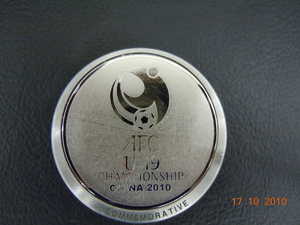 AFC
U-19
CHAMPIONSHIP
CHINA 2010
COMMEMORATIVE
17 10 2010